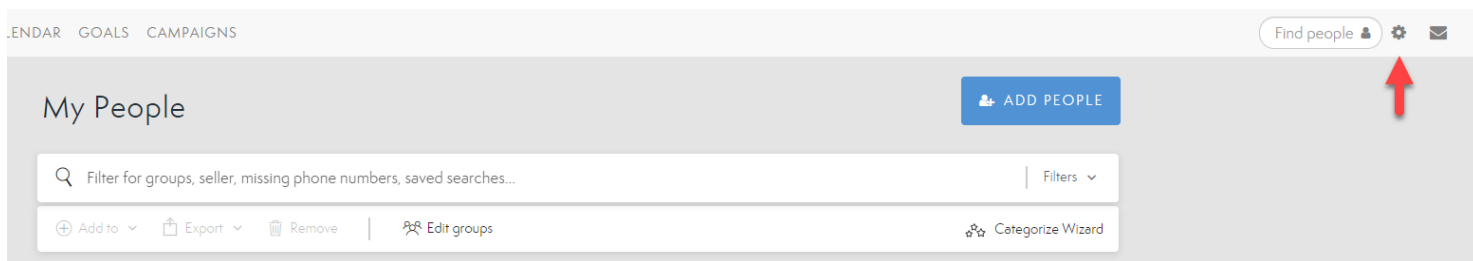 LENDAR GOALS CAMPAIGNS Find people
My People ADD PEOPLE
Filter for groups, seller, missing phone numbers, saved searches... Filters
Add to Export Remove Edit groups Categorize Wizard